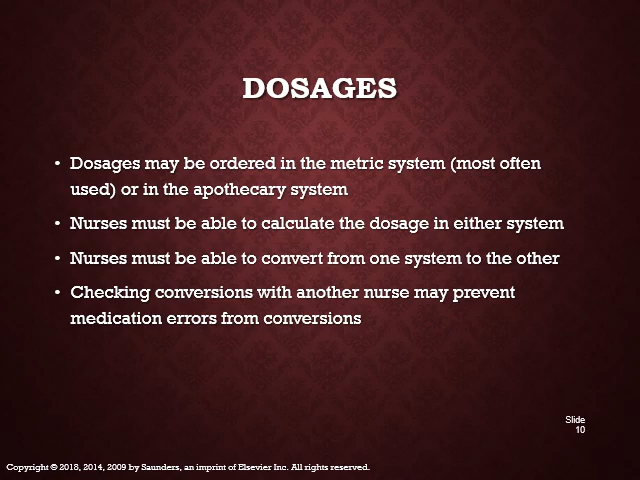 DOSAGES
• Dosages may be ordered in the metric system (most often
used) or in the apothecary system
• Nurses must be able to calculate the dosage in either system
• Nurses must be able to convert from one system to the other
• Checking conversions with another nurse may prevent
medication errors from conversions
Slide
10
Copyright © 2018, 2014, 2009 by Saunders, an imprint of Elsevier Inc. All rights reserved.